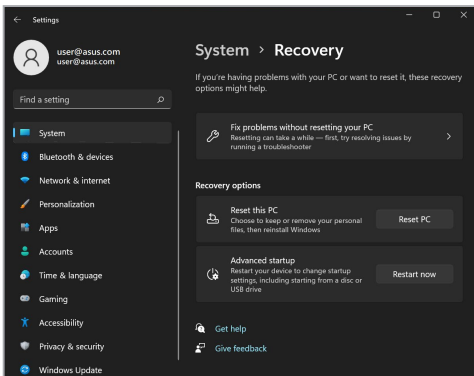 Settings
user@asus.com
user@asus.com
Find a setting
System
Bluetooth & devices
Network & internet
Personalization
Apps
Accounts
Time & language
Gaming
Accessibility
Privacy & security
Windows Update
System > Recovery
If you're having problems with your PC or want to reset it, these recovery
options might help.
Fix problems without resetting your PC
Resetting can take a while — first, try resolving issues by
running a troubleshooter
Recovery options
Reset this PC
Choose to keep or remove your personal
files, then reinstall Windows
Reset PC
Advanced startup
Restart your device to change startup
settings, including starting from a disc or
USB drive
Restart now
Get help
Give feedback